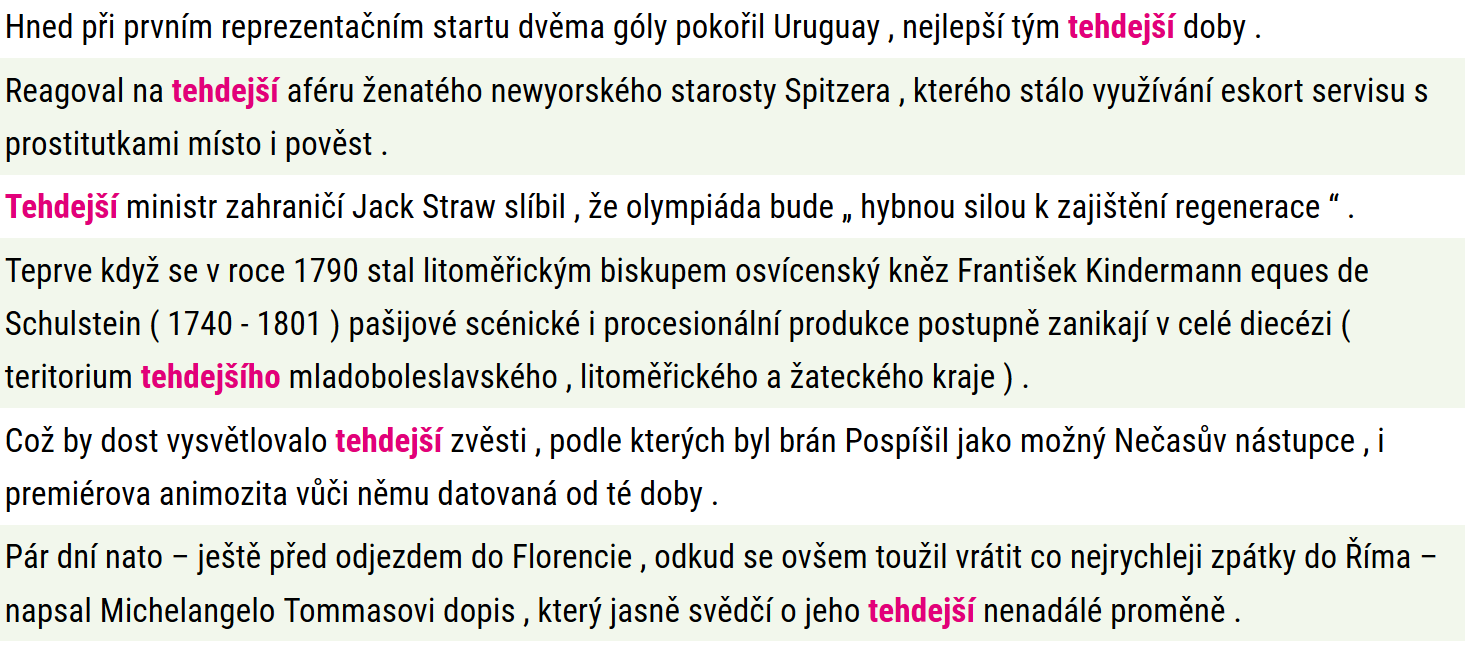 Hned při prvním reprezentačním startu dvěma góly pokořil Uruguay , nejlepší tým tehdejší doby .
Reagoval na tehdejší aféru ženatého newyorského starosty Spitzera , kterého stálo využívání eskort servisu s
prostitutkami místo i pověst .
Tehdejší ministr zahraničí Jack Straw slíbil , že olympiáda bude „ hybnou silou k zajištění regenerace “ .
Teprve když se v roce 1790 stal litoměřickým biskupem osvícenský kněz František Kindermann eques de
Schulstein ( 1740 - 1801 ) pašijové scénické i procesionální produkce postupně zanikají v celé diecézi (
teritorium tehdejšího mladoboleslavského , litoměřického a žateckého kraje ) .
Což by dost vysvětlovalo tehdejší zvěsti , podle kterých byl brán Pospíšil jako možný Nečasův nástupce , i
premiérova animozita vůči němu datovaná od té doby .
Pár dní nato – ještě před odjezdem do Florencie , odkud se ovšem toužil vrátit co nejrychleji zpátky do Říma –
napsal Michelangelo Tommasovi dopis , který jasně svědčí o jeho tehdejší nenadálé proměně .